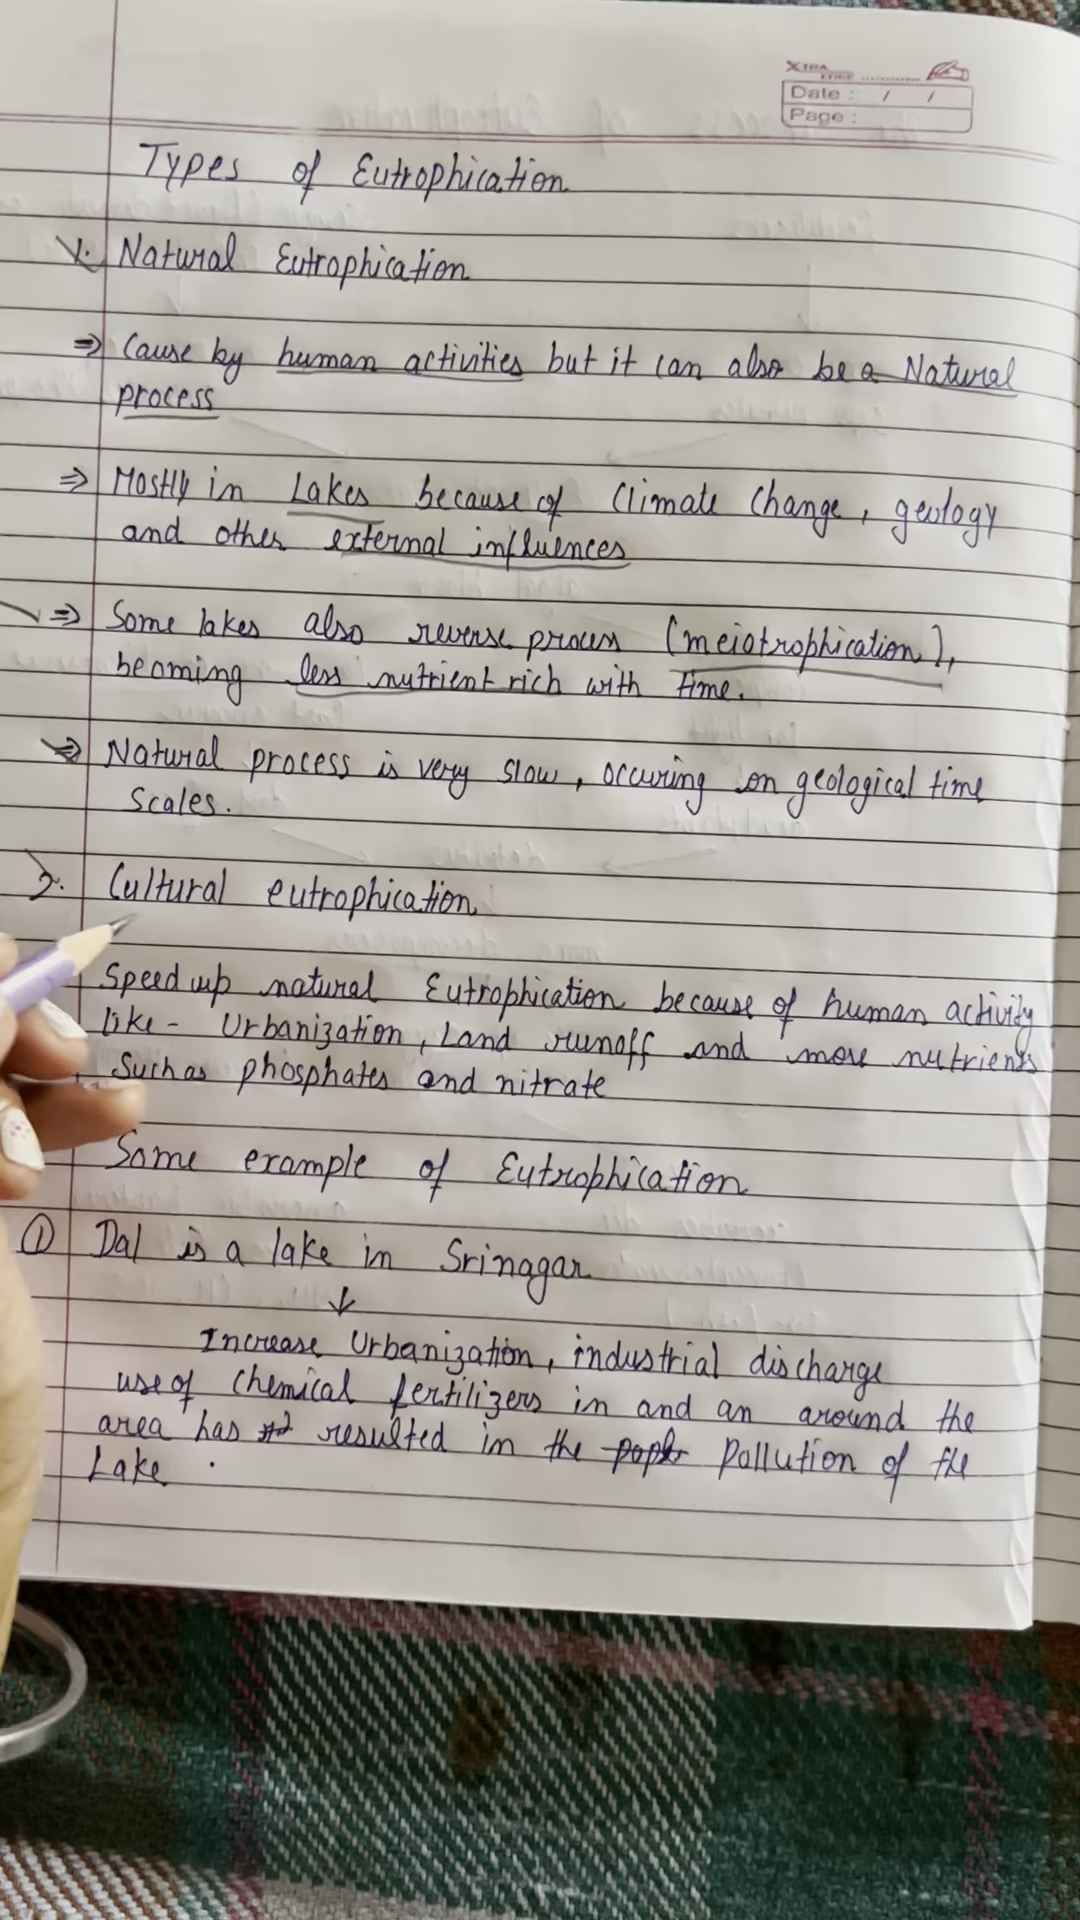 XTRA
Date : / /
Page :
Types of Eutrophication
1. Natural Eutrophication
⇒ Cause by human activities but it can also be a Natural
process
⇒ Mostly in Lakes because of Climate Change, geology
and other external influences
⇒ Some lakes also reverse process (meiotrophication),
beoming less nutrient rich with time.
⇒ Natural process is very slow, occuring on geological time
Scales.
2. Cultural eutrophication
Speed up natural Eutrophication because of human activity
like - Urbanization, Land runoff and more nutrients
Such as phosphates and nitrate
Some example of Eutrophication
① Dal is a lake in Srinagar
↓
Increase Urbanization, industrial discharge
use of Chemical fertilizers in and an around the
area has resulted in the Pollution of the
Lake.